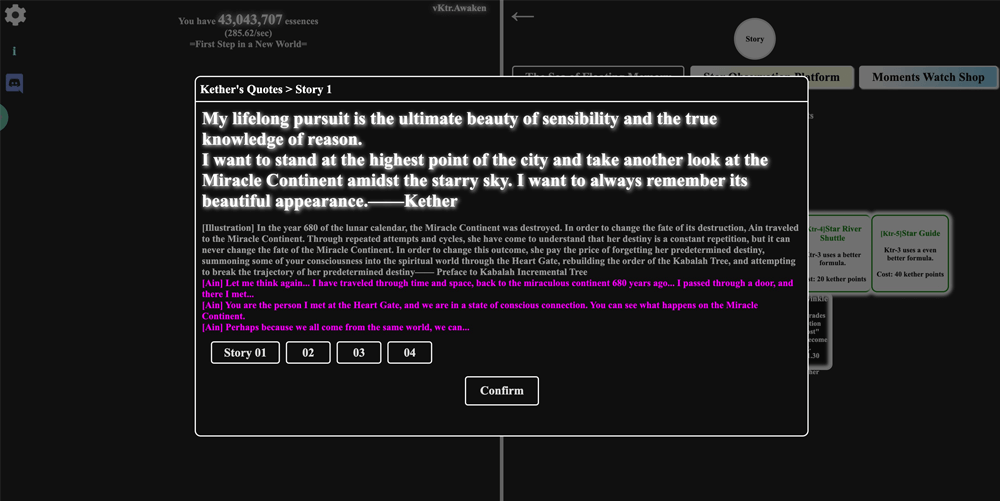 vKtr.Awaken
You have 43,043,707 essences
(285.62/sec)
=First Step in a New World=
i
Story
Moments Watch Shop
Kether's Quotes > Story 1
My lifelong pursuit is the ultimate beauty of sensibility and the true
knowledge of reason.
I want to stand at the highest point of the city and take another look at the
Miracle Continent amidst the starry sky. I want to always remember its
beautiful appearance.——Kether
[Illustration] In the year 680 of the lunar calendar, the Miracle Continent was destroyed. In order to change the fate of its destruction, Ain traveled
to the Miracle Continent. Through repeated attempts and cycles, she have come to understand that her destiny is a constant repetition, but it can
never change the fate of the Miracle Continent. In order to change this outcome, she pay the price of forgetting her predetermined destiny,
summoning some of your consciousness into the spiritual world through the Heart Gate, rebuilding the order of the Kabalah Tree, and attempting
to break the trajectory of her predetermined destiny—— Preface to Kabalah Incremental Tree
[Ain] Let me think again... I have traveled through time and space, back to the miraculous continent 680 years ago... I passed through a door, and
there I met...
[Ain] You are the person I met at the Heart Gate, and we are in a state of conscious connection. You can see what happens on the Miracle
Continent.
[Ain] Perhaps because we all come from the same world, we can...
Story 01
02
03
04
Confirm
Star River
Shuttle
uses a better
formula.
20 kether points
[Ktr-5]Star Guide
Ktr-3 uses a even
better formula.
Cost: 40 kether points